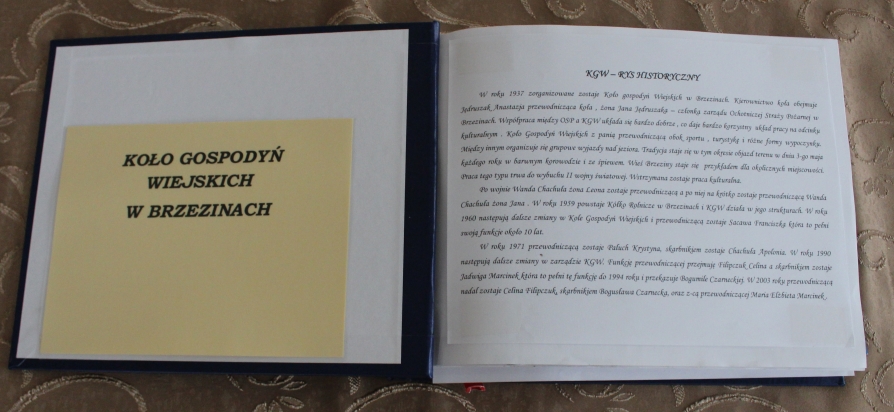 KOŁO GOSPODYŃ
WIEJSKICH
W BRZEZINACH
KGW – RYS HISTORYCZNY
W roku 1937 zorganizowane zostaje Koło gospodyń Wiejskich w Brzezinach. Kierownictwo koła obejmuje
Jędruszak Anastazja przewodnicząca koła , żona Jana Jędruszaka – członka zarządu Ochotniczej Straży Pożarnej w
Brzezinach. Współpraca między OSP a KGW układa się bardzo dobrze , co daje bardzo korzystny układ pracy na odcinku
kulturalnym . Koło Gospodyń Wiejskich z panią przewodniczącą obok sportu , turystykę i różne formy wypoczynku.
Między innym organizuje się grupowe wyjazdy nad jeziora. Tradycją staje się w tym okresie objazd terenu w dniu 1-go maja
każdego roku w barwnym korowodzie i ze śpiewem. Wieś Brzeziny staje się przykładem dla okolicznych miejscowości.
Praca tego typu trwa do wybuchu II wojny światowej. Wstrzymana zostaje praca kulturalna.
Po wojnie Wanda Chachuła żona Leona zostaje przewodniczącą a po niej na krótko zostaje przewodniczącą Wanda
Chachuła żona Jana . W roku 1959 powstaje Kółko Rolnicze w Brzezinach i KGW działa w jego strukturach. W roku
1960 następują dalsze zmiany w Kole Gospodyń Wiejskich i przewodniczącą zostaje Sacawa Franciszka która to pełni
swoją funkcje około 10 lat.
W roku 1971 przewodniczącą zostaje Paluch Krystyna, skarbnikiem zostaje Chachuła Apolonia. W roku 1990
następują dalsze zmiany w zarządzie KGW. Funkcję przewodniczącej przejmuje Filipczuk Celina a skarbnikiem zostaje
Jadwiga Marcinek która to pełni tę funkcję do 1994 roku i przekazuje Bogumile Czarneckiej. W 2003 roku przewodniczącą
nadal zostaje Celina Filipczuk, skarbnikiem Bogusława Czarnecka, oraz z-cą przewodniczącej Maria Elżbieta Marcinek .